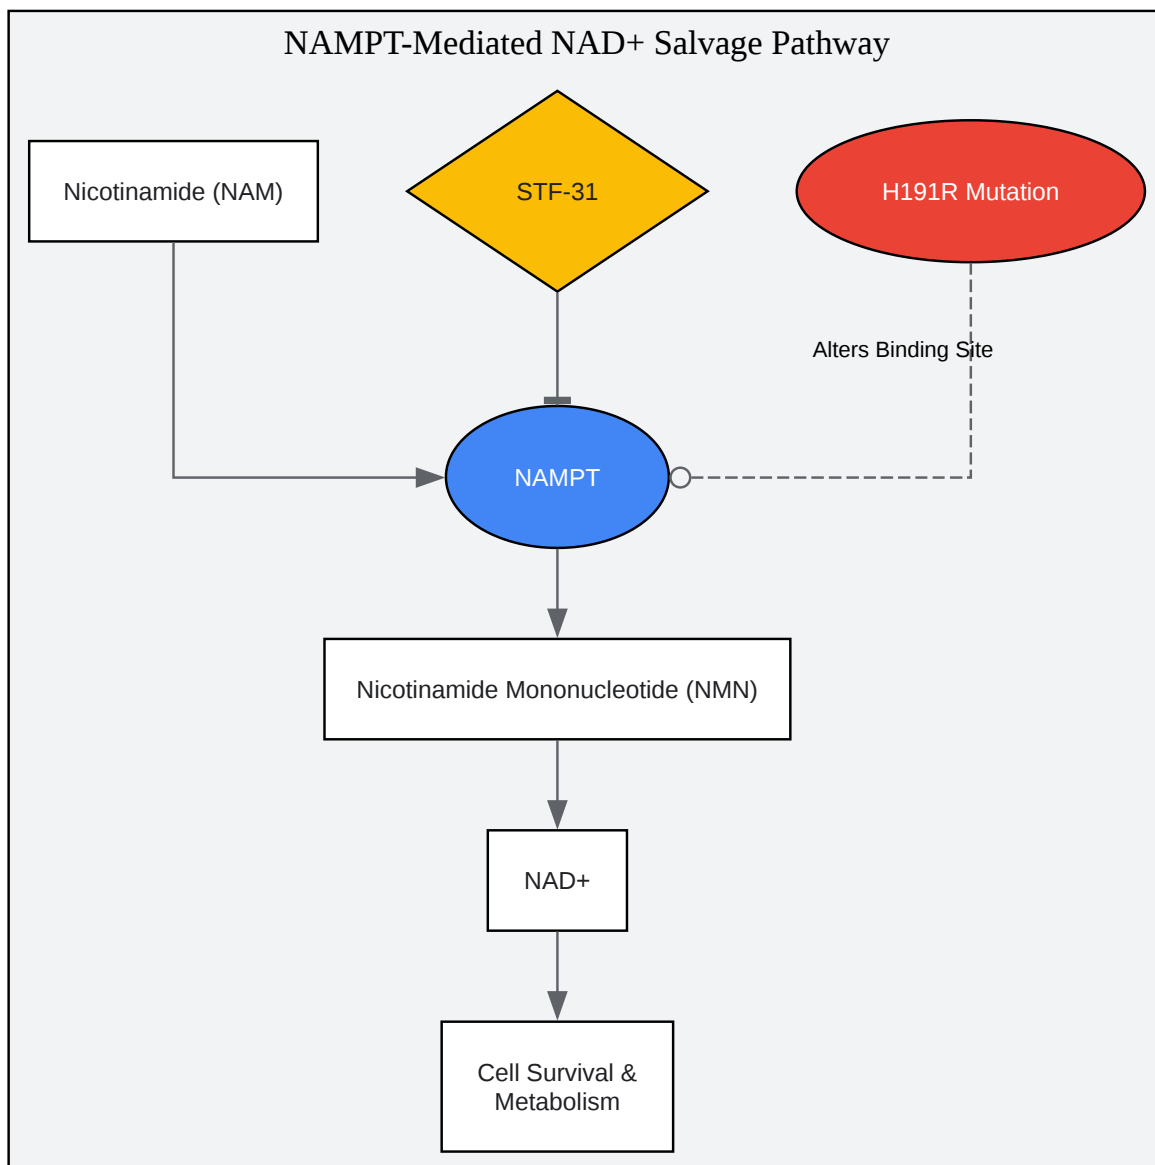 NAMPT-Mediated NAD+ Salvage Pathway
Nicotinamide (NAM)
STF-31
H191R Mutation
Alters Binding Site
NAMPT
Nicotinamide Mononucleotide (NMN)
NAD+
Cell Survival &
Metabolism